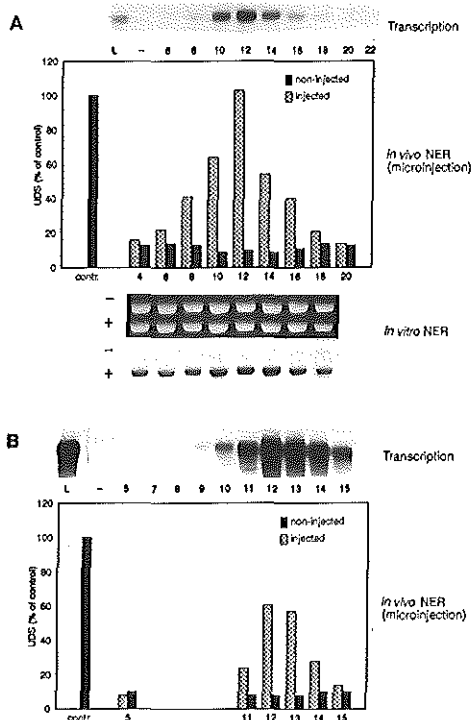 A
Transcription
L – 6 8 10 12 14 16 18 20 22
120
100
80
60
40
20
0
UDS (% of control)
non-injected
injected
In vivo NER
(microinjection)
contr. 4 6 8 10 12 14 16 18 20
–
+
In vitro NER
–
+
B
Transcription
L – 5 7 8 9 10 11 12 13 14 15
120
100
80
60
40
20
0
UDS (% of control)
non-injected
injected
In vivo NER
(microinjection)
contr. 5 11 12 13 14 15